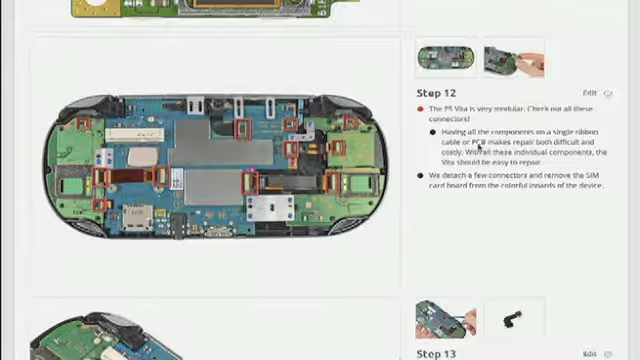 Step 12
Edit
The PS Vita is very modular. Check out all these
connectors!
Having all the components on a single ribbon
cable or PCB makes repair both difficult and
costly. With all these individual components, the
Vita should be easy to repair.
We detach a few connectors and remove the SIM
card board from the colorful innards of the device.
Step 13
Edit